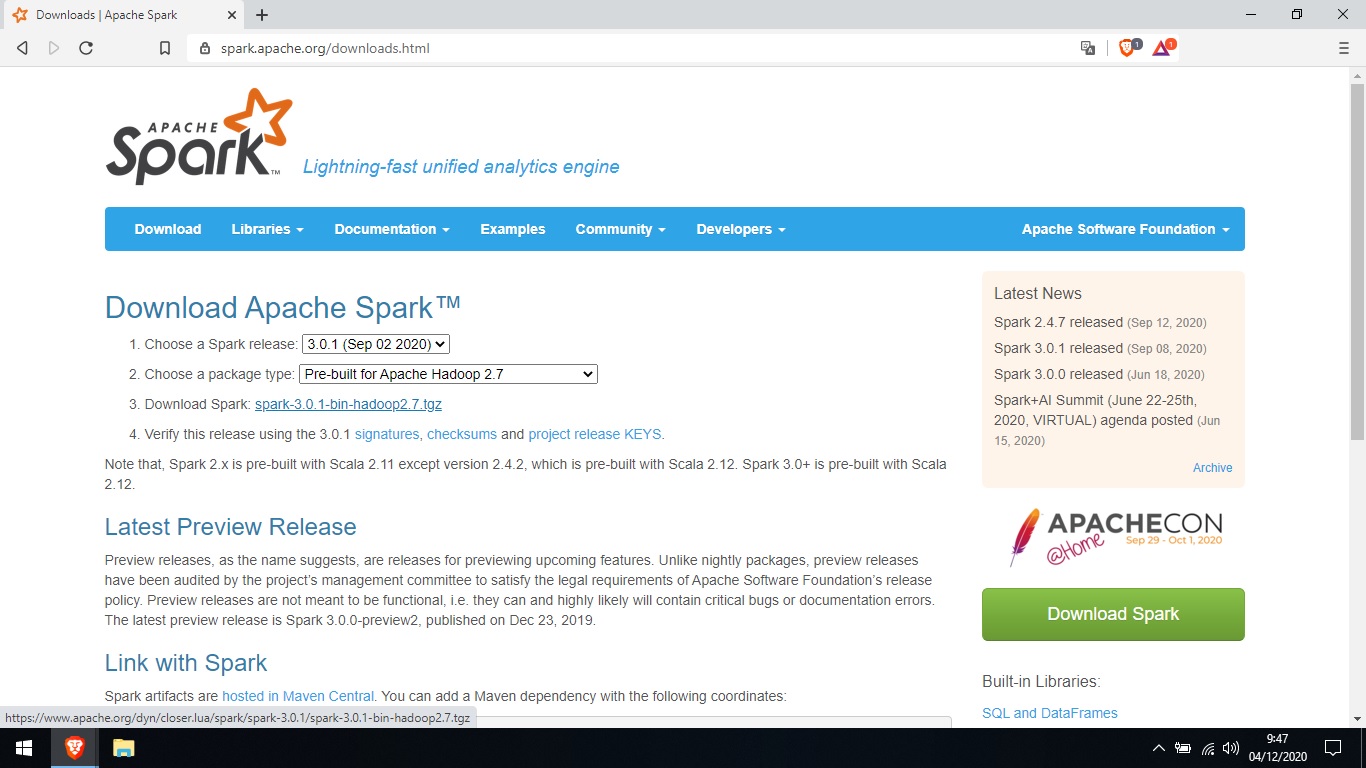 Downloads | Apache Spark
spark.apache.org/downloads.html
1
1
APACHE
Spark™
Lightning-fast unified analytics engine
Download Libraries Documentation Examples Community Developers Apache Software Foundation
Download Apache Spark™
1. Choose a Spark release: 3.0.1 (Sep 02 2020)
2. Choose a package type: Pre-built for Apache Hadoop 2.7
3. Download Spark: spark-3.0.1-bin-hadoop2.7.tgz
4. Verify this release using the 3.0.1 signatures, checksums and project release KEYS.
Note that, Spark 2.x is pre-built with Scala 2.11 except version 2.4.2, which is pre-built with Scala 2.12. Spark 3.0+ is pre-built with Scala
2.12.
Latest Preview Release
Preview releases, as the name suggests, are releases for previewing upcoming features. Unlike nightly packages, preview releases
have been audited by the project's management committee to satisfy the legal requirements of Apache Software Foundation's release
policy. Preview releases are not meant to be functional, i.e. they can and highly likely will contain critical bugs or documentation errors.
The latest preview release is Spark 3.0.0-preview2, published on Dec 23, 2019.
Link with Spark
Spark artifacts are hosted in Maven Central. You can add a Maven dependency with the following coordinates:
Latest News
Spark 2.4.7 released (Sep 12, 2020)
Spark 3.0.1 released (Sep 08, 2020)
Spark 3.0.0 released (Jun 18, 2020)
Spark+AI Summit (June 22-25th,
2020, VIRTUAL) agenda posted (Jun
15, 2020)
Archive
APACHECON
@Home
Sep 29 - Oct 1, 2020
Download Spark
Built-in Libraries:
SQL and DataFrames
https://www.apache.org/dyn/closer.lua/spark/spark-3.0.1/spark-3.0.1-bin-hadoop2.7.tgz
9:47
04/12/2020